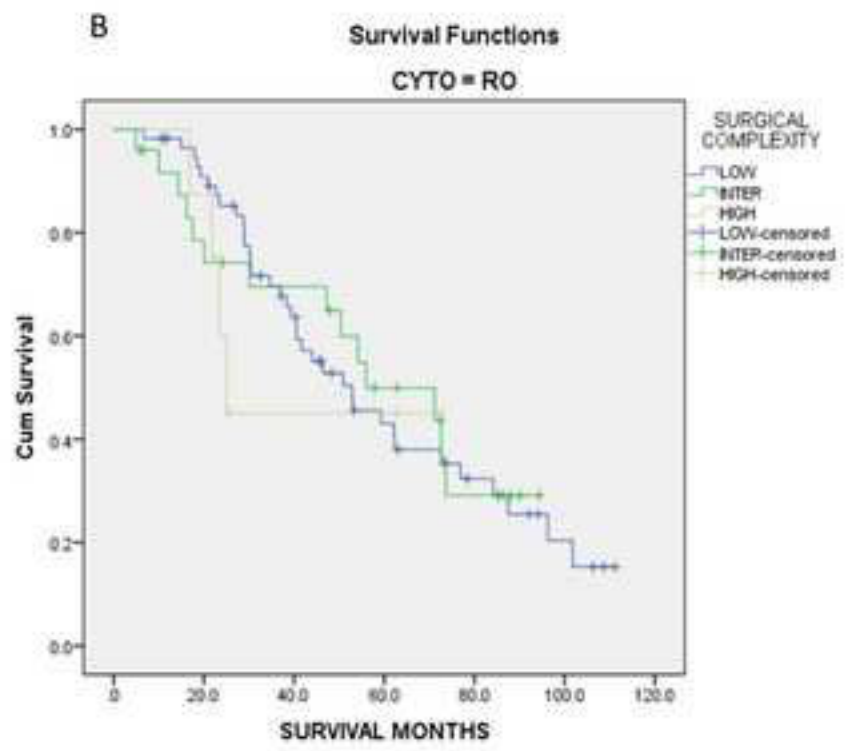 B
Survival Functions
CYTO = RO
SURGICAL
COMPLEXITY
LOW
INTER
HIGH
LOW-censored
INTER-censored
HIGH-censored
Cum Survival
1.0
0.8
0.6
0.4
0.2
0.0
.0 20.0 40.0 60.0 80.0 100.0 120.0
SURVIVAL MONTHS